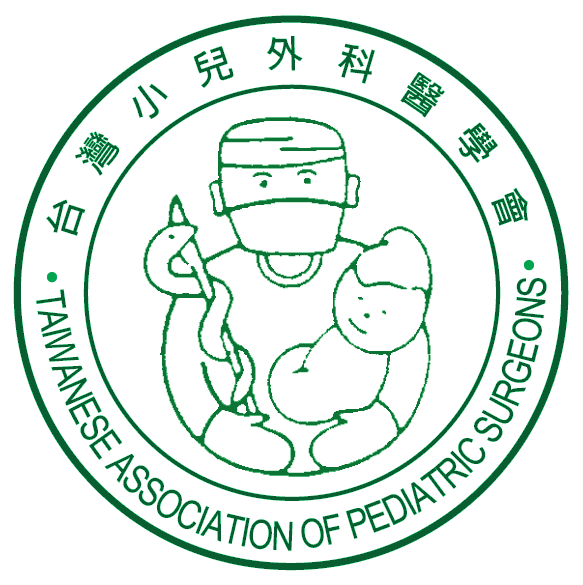 台灣小兒外科醫學會
• TAIWANESE ASSOCIATION OF PEDIATRIC SURGEONS •